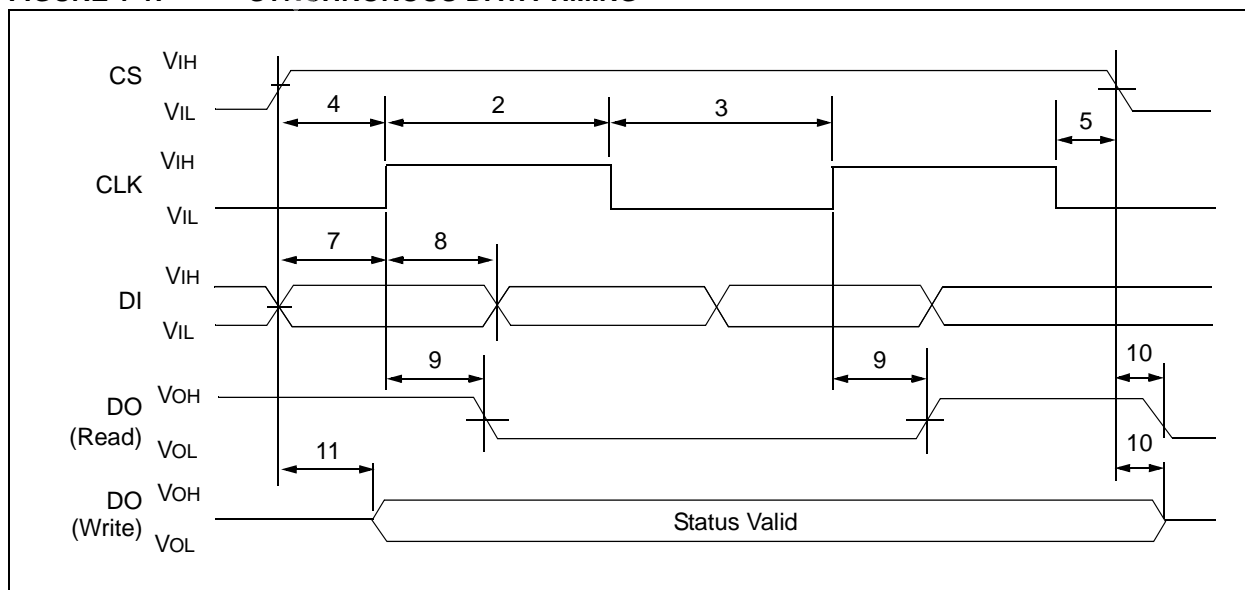 CS VIH
VIL
4 2 3 5
CLK VIH
VIL
7 8
DI VIH
VIL
9 9 10
DO (Read) VOH
VOL
11 10
DO (Write) VOH
Status Valid
VOL